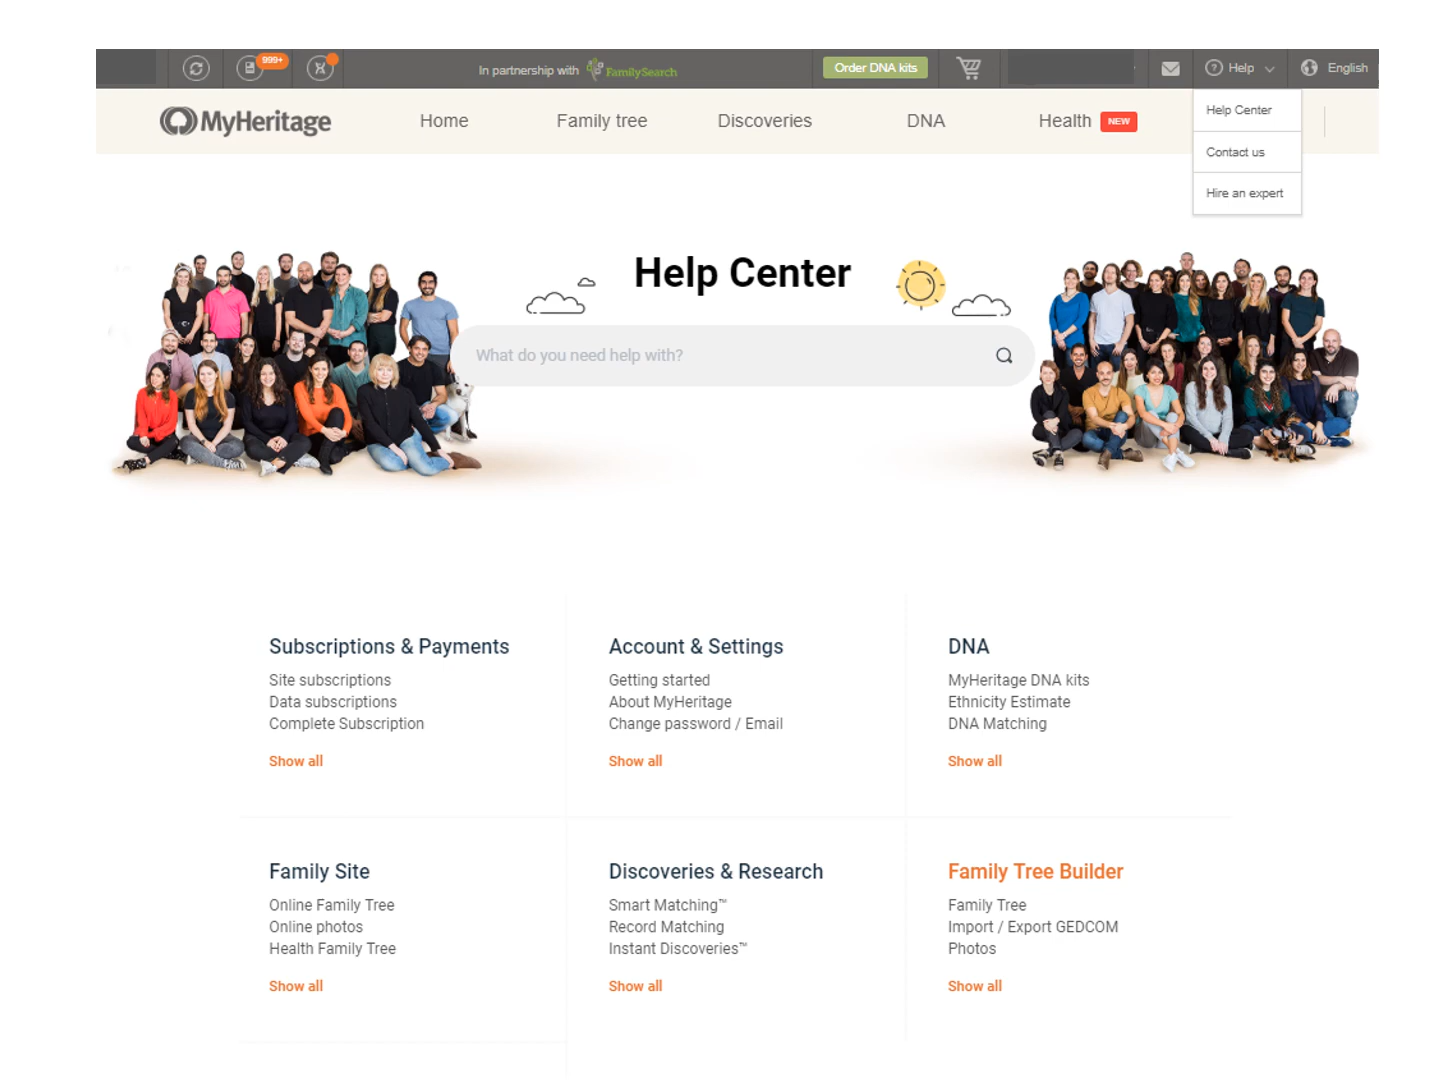 999+
In partnership with FamilySearch
Order DNA kits
Help
English
MyHeritage
Home
Family tree
Discoveries
DNA
Health NEW
Help Center
Contact us
Hire an expert
Help Center
What do you need help with?
Subscriptions & Payments
Site subscriptions
Data subscriptions
Complete Subscription
Show all
Account & Settings
Getting started
About MyHeritage
Change password / Email
Show all
DNA
MyHeritage DNA kits
Ethnicity Estimate
DNA Matching
Show all
Family Site
Online Family Tree
Online photos
Health Family Tree
Show all
Discoveries & Research
Smart Matching™
Record Matching
Instant Discoveries™
Show all
Family Tree Builder
Family Tree
Import / Export GEDCOM
Photos
Show all